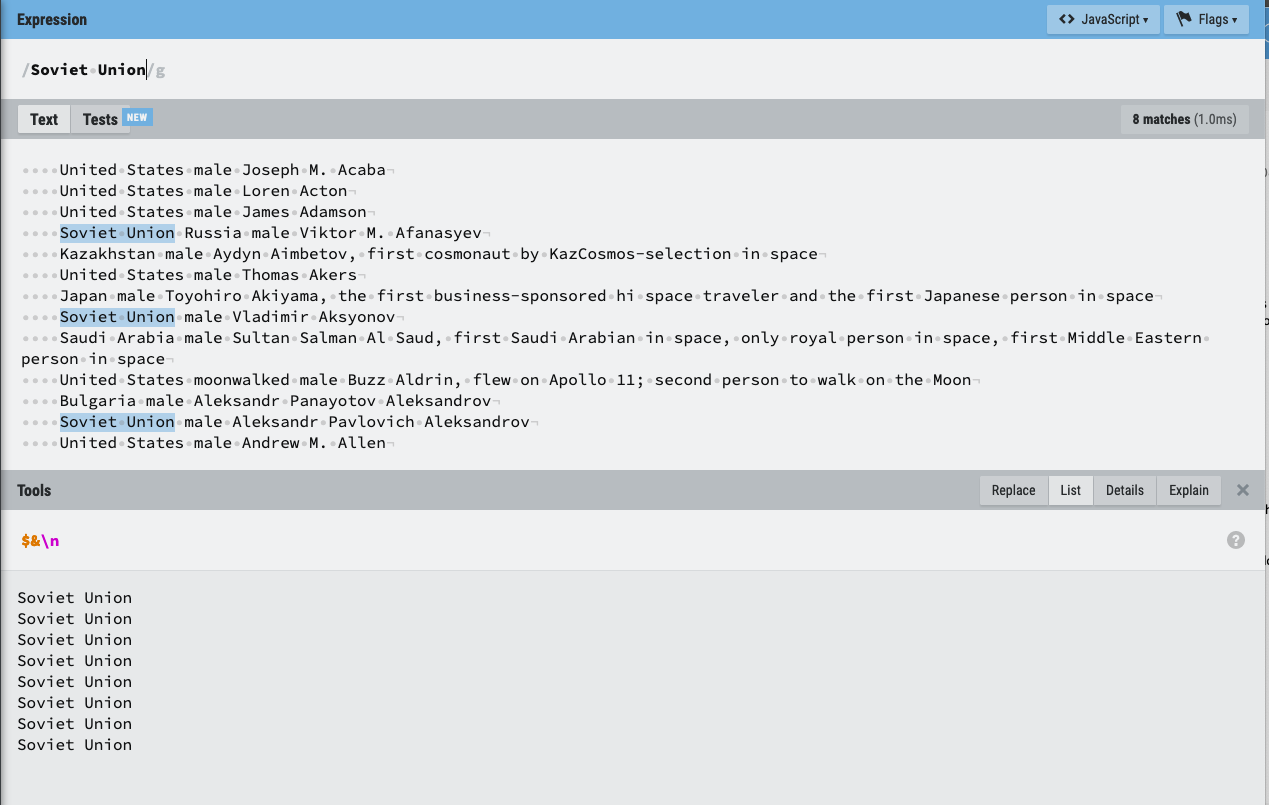 Expression
<> JavaScript ▾
Flags ▾
/Soviet Union/g
Text
Tests NEW
8 matches (1.0ms)
United States male Joseph M. Acaba
United States male Loren Acton
United States male James Adamson
Soviet Union Russia male Viktor M. Afanasyev
Kazakhstan male Aydyn Aimbetov, first cosmonaut by KazCosmos-selection in space
United States male Thomas Akers
Japan male Toyohiro Akiyama, the first business-sponsored hi space traveler and the first Japanese person in space
Soviet Union male Vladimir Aksyonov
Saudi Arabia male Sultan Salman Al Saud, first Saudi Arabian in space, only royal person in space, first Middle Eastern
person in space
United States moonwalked male Buzz Aldrin, flew on Apollo 11; second person to walk on the Moon
Bulgaria male Aleksandr Panayotov Aleksandrov
Soviet Union male Aleksandr Pavlovich Aleksandrov
United States male Andrew M. Allen
Tools
Replace
List
Details
Explain
$&\n
?
Soviet Union
Soviet Union
Soviet Union
Soviet Union
Soviet Union
Soviet Union
Soviet Union
Soviet Union